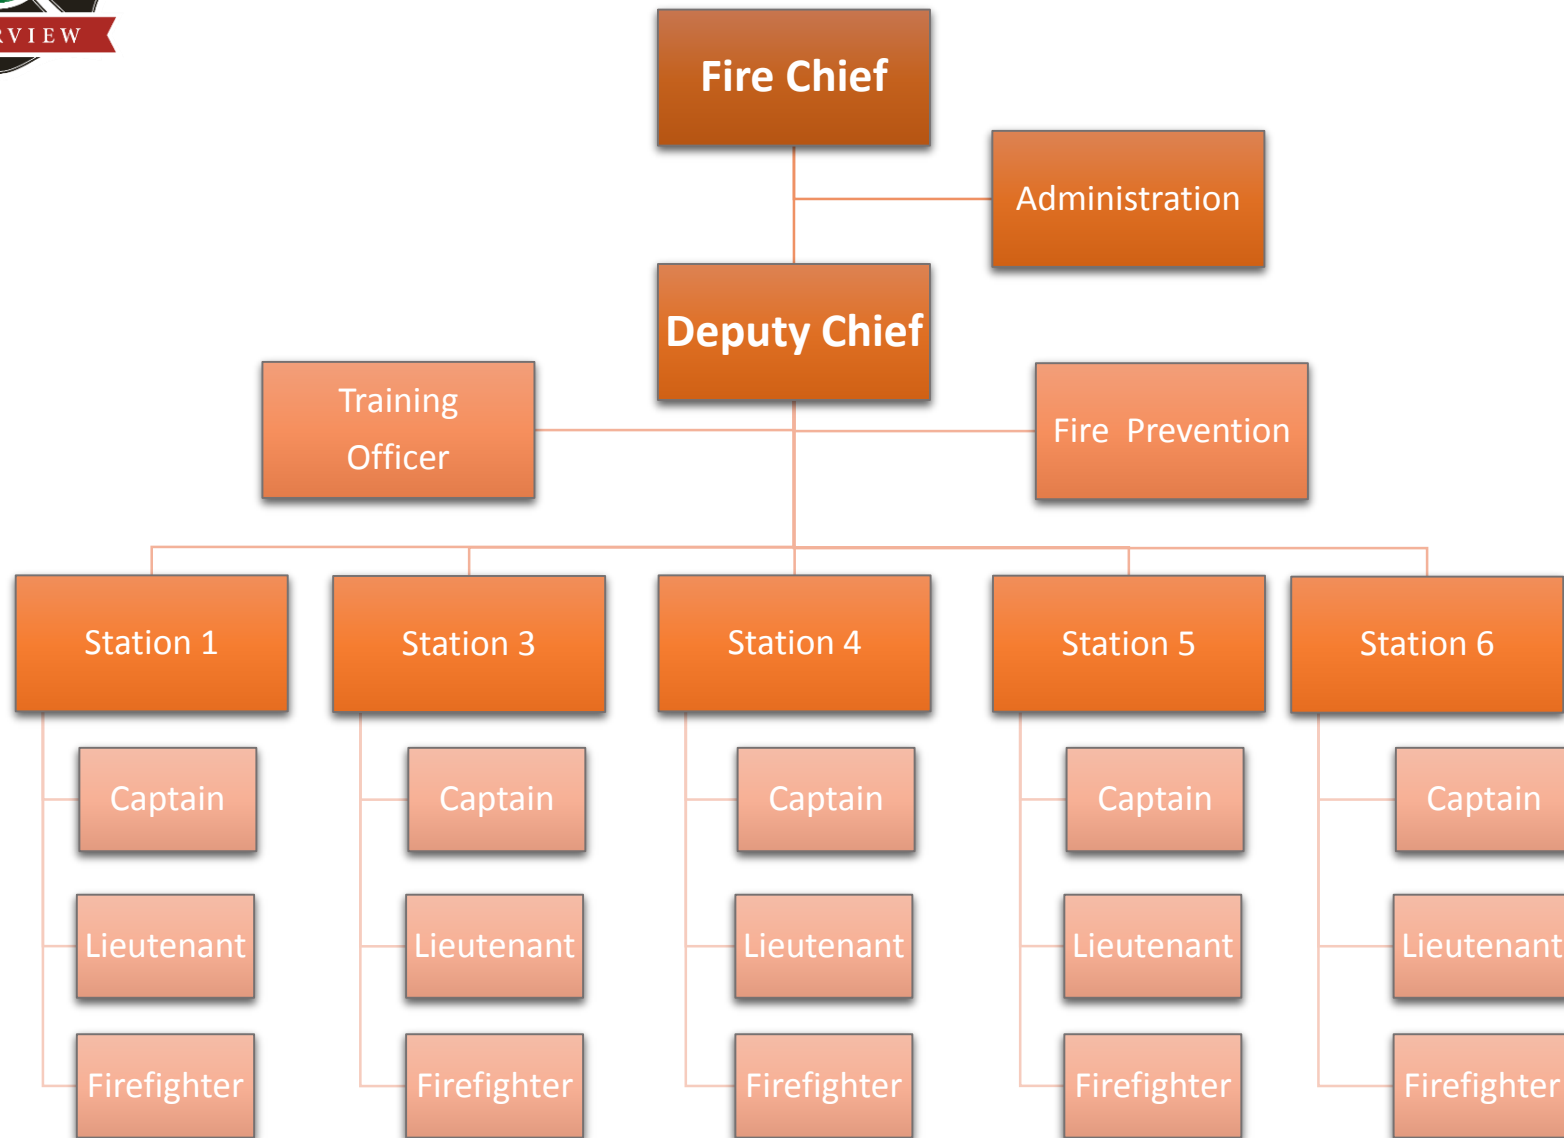 Fire Chief
Administration
Deputy Chief
Training
Officer
Fire Prevention
Station 1
Station 3
Station 4
Station 5
Station 6
Captain
Captain
Captain
Captain
Captain
Lieutenant
Lieutenant
Lieutenant
Lieutenant
Lieutenant
Firefighter
Firefighter
Firefighter
Firefighter
Firefighter